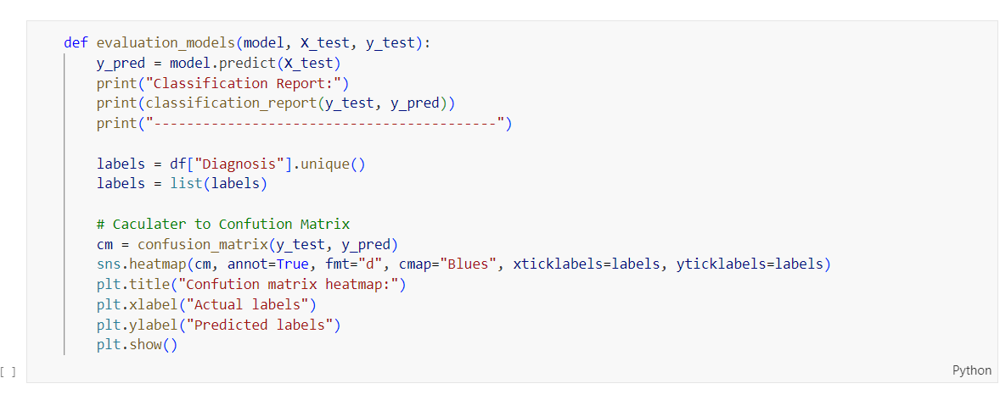 def evaluation_models(model, X_test, y_test):
    y_pred = model.predict(X_test)
    print("Classification Report:")
    print(classification_report(y_test, y_pred))
    print("------------------------------------------")

    labels = df["Diagnosis"].unique()
    labels = list(labels)

    # Caculater to Confution Matrix
    cm = confusion_matrix(y_test, y_pred)
    sns.heatmap(cm, annot=True, fmt="d", cmap="Blues", xticklabels=labels, yticklabels=labels)
    plt.title("Confution matrix heatmap:")
    plt.xlabel("Actual labels")
    plt.ylabel("Predicted labels")
    plt.show()
[ ]
Python